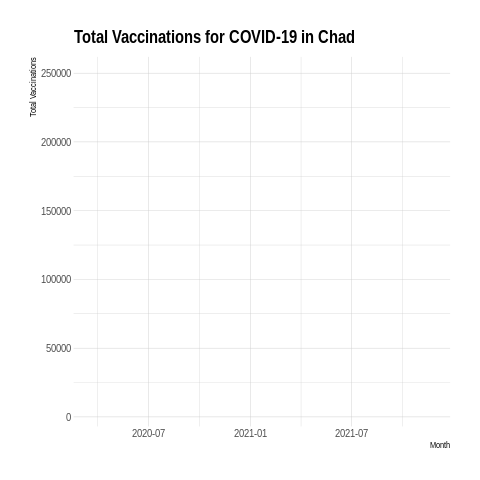 Total Vaccinations for COVID-19 in Chad
Total Vaccinations
250000
200000
150000
100000
50000
0
2020-07 2021-01 2021-07
Month